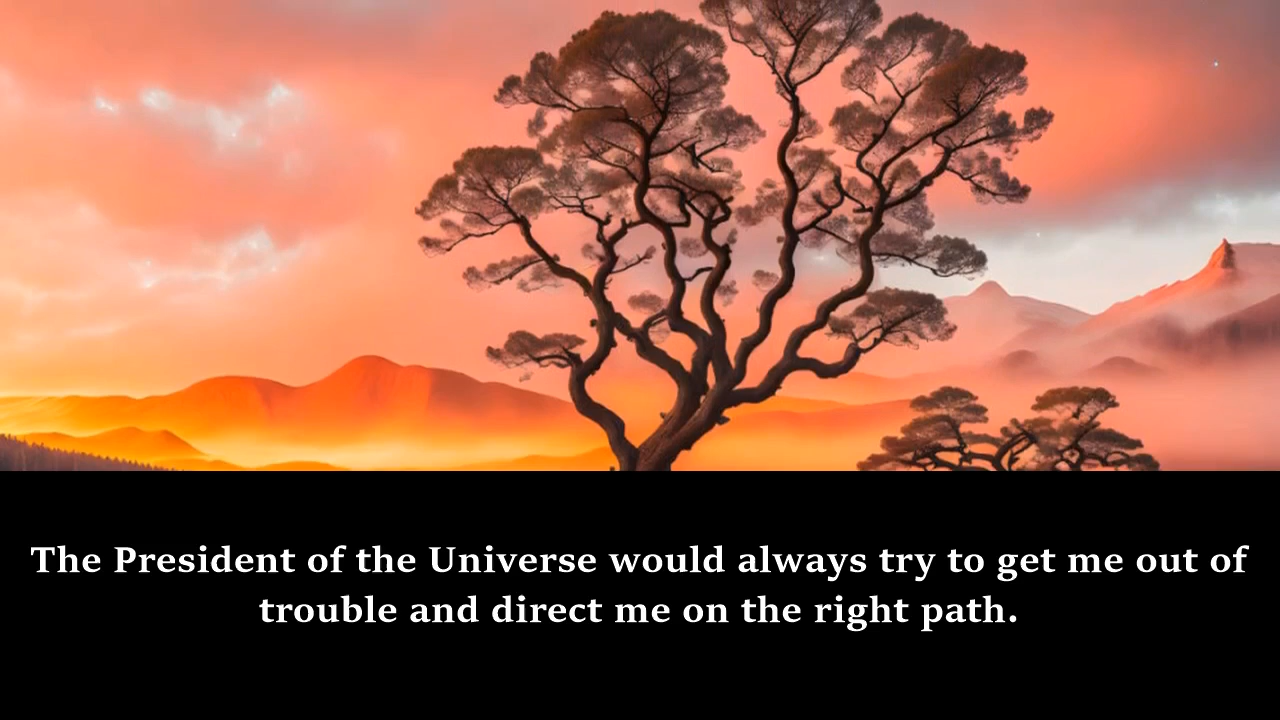 The President of the Universe would always try to get me out of
trouble and direct me on the right path.